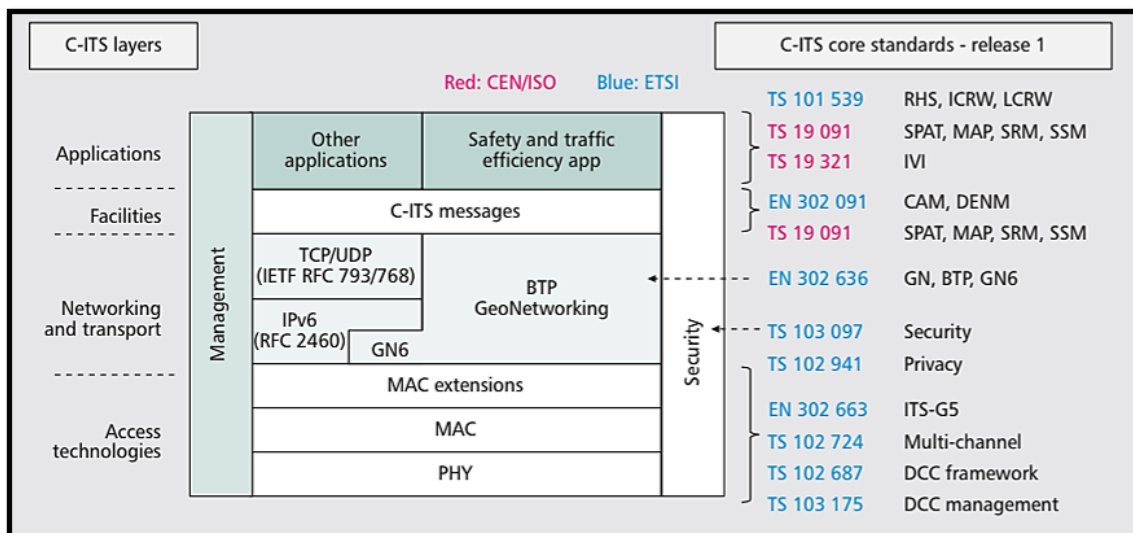 C-ITS layers
C-ITS core standards - release 1
Red: CEN/ISO
Blue: ETSI
Applications
Facilities
Networking
and transport
Access
technologies
Management
Other
applications
Safety and traffic
efficiency app
C-ITS messages
TCP/UDP
(IETF RFC 793/768)
IPv6
(RFC 2460)
GN6
BTP
GeoNetworking
MAC extensions
MAC
PHY
Security
TS 101 539 RHS, ICRW, LCRW
TS 19 091 SPAT, MAP, SRM, SSM
TS 19 321 IVI
EN 302 091 CAM, DENM
TS 19 091 SPAT, MAP, SRM, SSM
EN 302 636 GN, BTP, GN6
TS 103 097 Security
TS 102 941 Privacy
EN 302 663 ITS-G5
TS 102 724 Multi-channel
TS 102 687 DCC framework
TS 103 175 DCC management